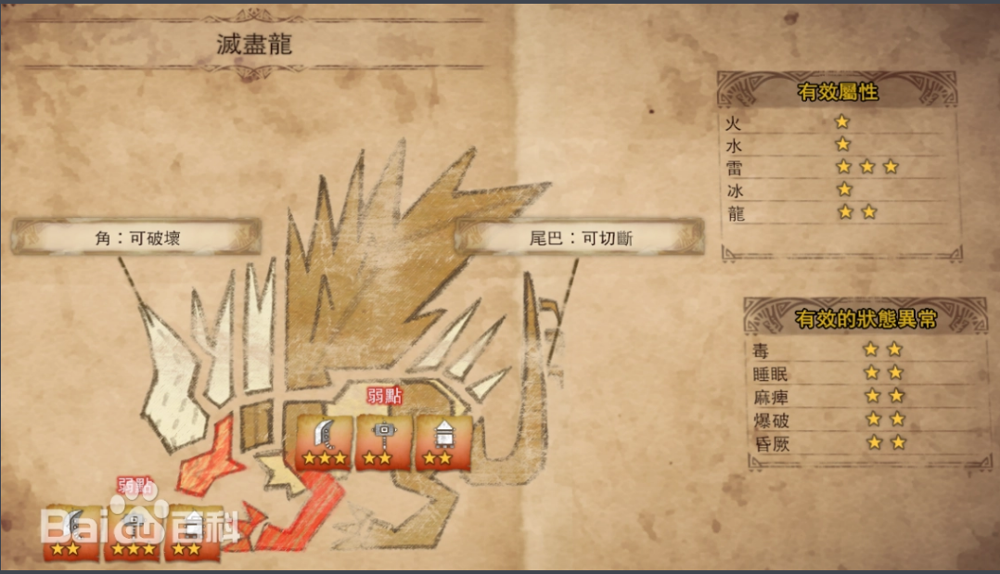 滅盡龍
有效屬性
火
水
雷
冰
龍
角：可破壞
尾巴：可切斷
有效的狀態異常
毒
睡眠
麻痺
爆破
昏厥
弱點
弱點
Bai百科